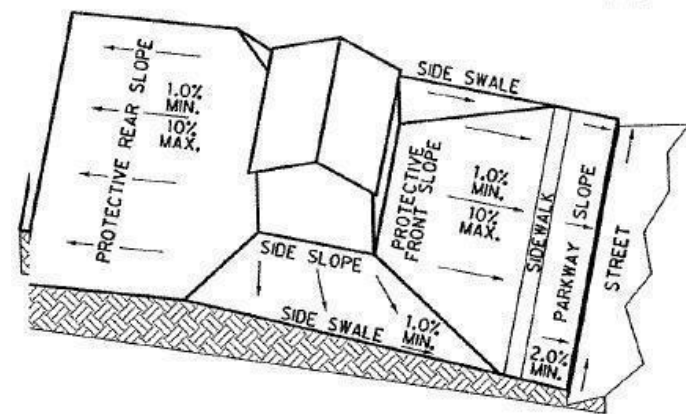 PROTECTIVE REAR SLOPE
1.0%
MIN.
10%
MAX.
SIDE SWALE
PROTECTIVE
FRONT SLOPE
1.0%
MIN.
10%
MAX.
SIDEWALK
PARKWAY SLOPE
STREET
SIDE SLOPE
SIDE SWALE
1.0%
MIN.
2.0%
MIN.